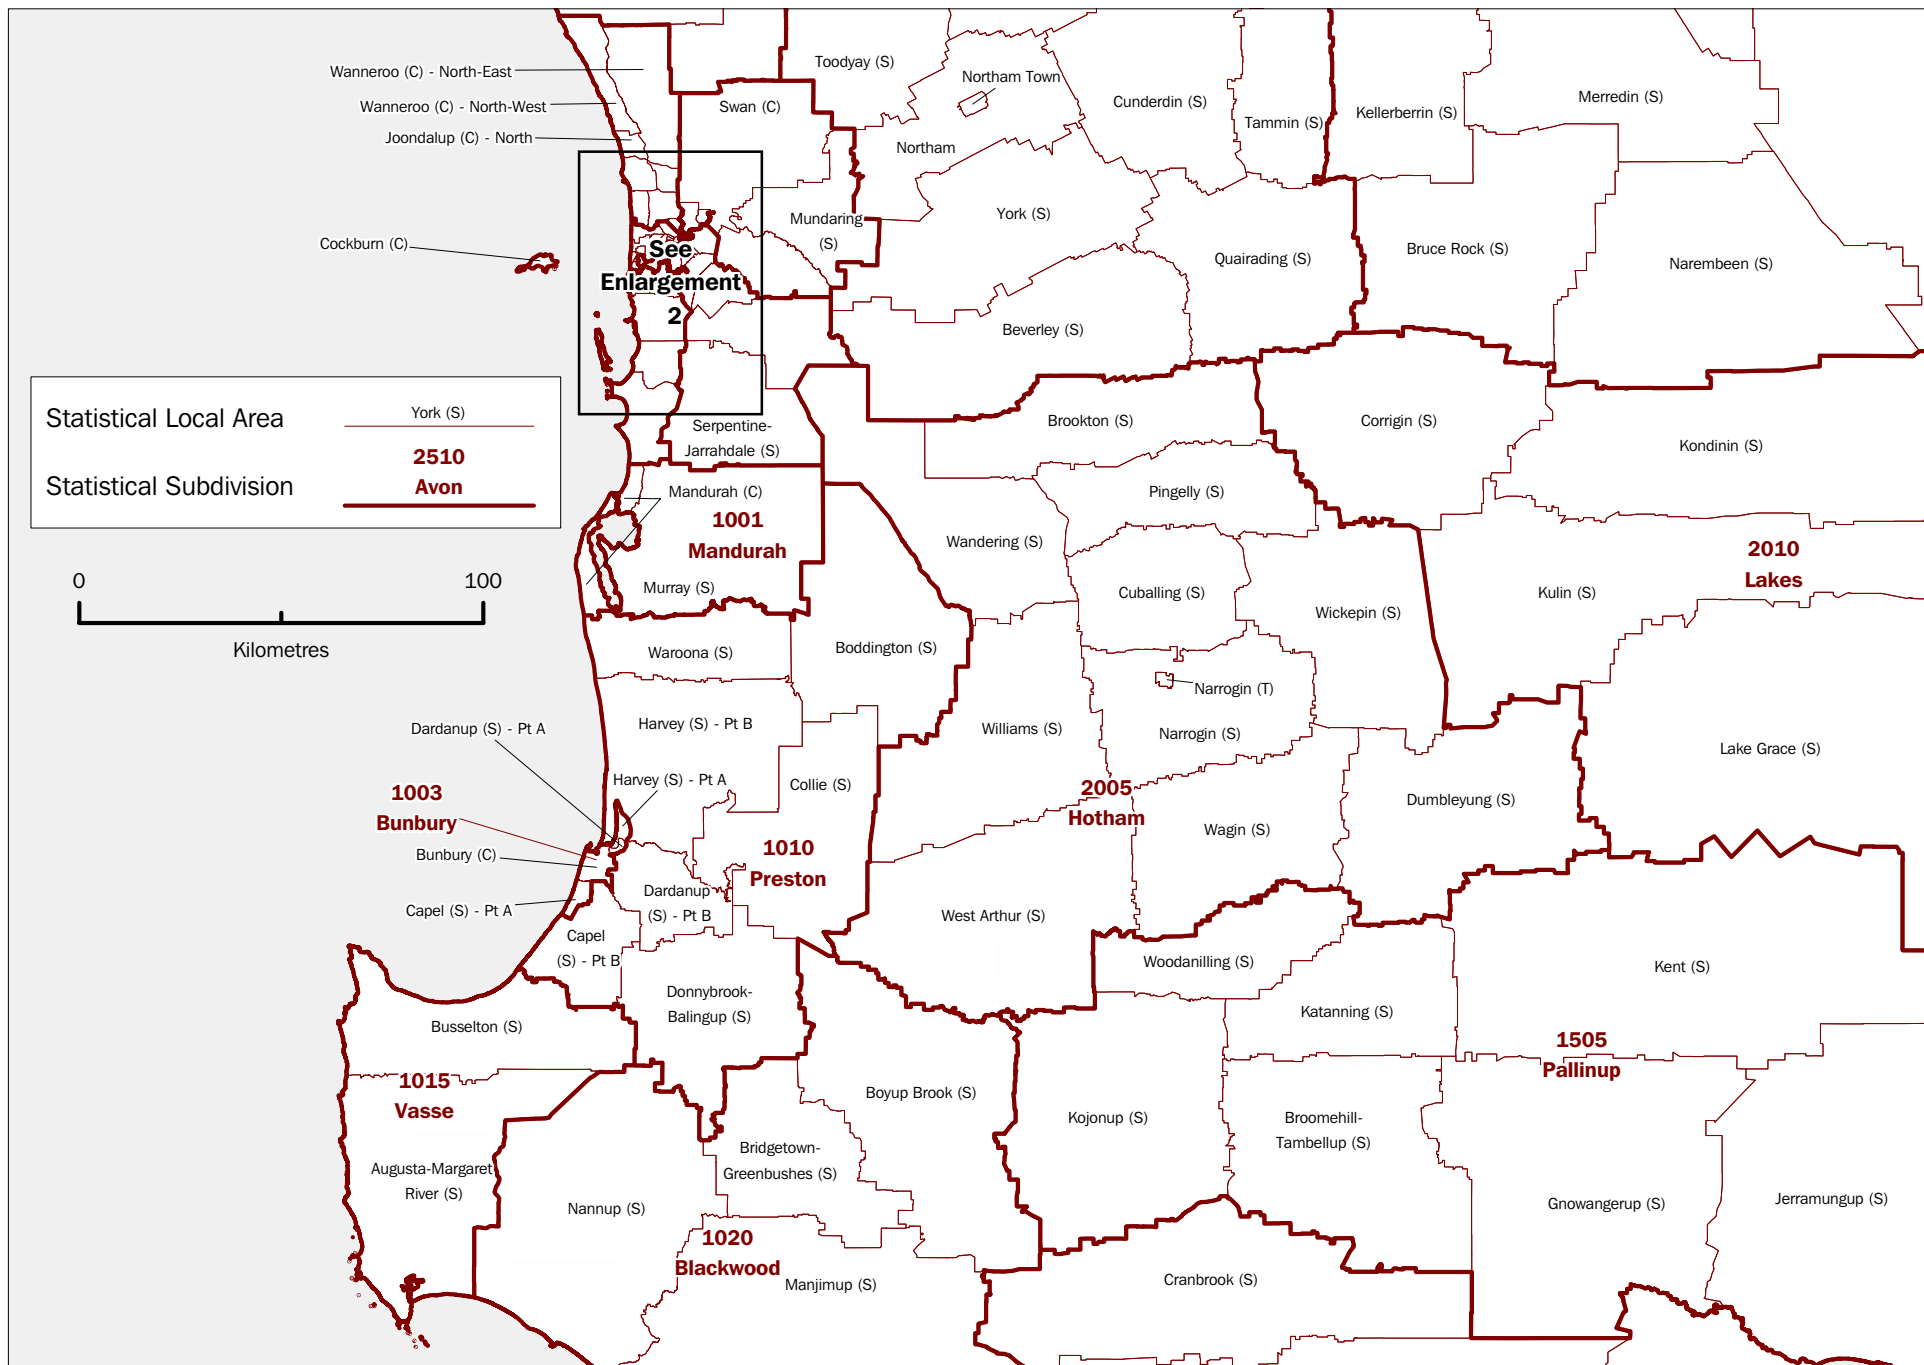 Toodyay (S)
Wanneroo (C) - North-East
Northam Town
Wanneroo (C) - North-West
Swan (C)
Cunderdin (S)
Merredin (S)
Kellerberrin (S)
Tammin (S)
Joondalup (C) - North
Northam
York (S)
Mundaring
(S)
Cockburn (C)
See
Enlargement
2
Bruce Rock (S)
Quairading (S)
Narembeen (S)
Beverley (S)
Statistical Local Area
York (S)
2510
Avon
Statistical Subdivision
Serpentine-
Jarrahdale (S)
Brookton (S)
Corrigin (S)
Kondinin (S)
Mandurah (C)
1001
Mandurah
Pingelly (S)
Wandering (S)
2010
Lakes
0
100
Kilometres
Murray (S)
Cuballing (S)
Wickepin (S)
Kulin (S)
Waroona (S)
Boddington (S)
Narrogin (T)
Narrogin (S)
Dardanup (S) - Pt A
Harvey (S) - Pt B
Williams (S)
Lake Grace (S)
Harvey (S) - Pt A
Collie (S)
1003
Bunbury
2005
Hotham
Dumbleyung (S)
Wagin (S)
Bunbury (C)
1010
Preston
Dardanup
(S) - Pt B
Capel (S) - Pt A
West Arthur (S)
Capel
(S) - Pt B
Woodanilling (S)
Kent (S)
Donnybrook-
Balingup (S)
Katanning (S)
Busselton (S)
1505
Pallinup
1015
Vasse
Boyup Brook (S)
Kojonup (S)
Broomehill-
Tambellup (S)
Bridgetown-
Greenbushes (S)
Augusta-Margaret
River (S)
Nannup (S)
Gnowangerup (S)
Jerramungup (S)
1020
Blackwood
Manjimup (S)
Cranbrook (S)